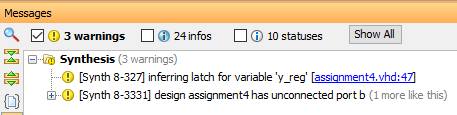 Messages
3 warnings 24 infos 10 statuses Show All
Synthesis (3 warnings)
[Synth 8-327] inferring latch for variable 'y_reg' [assignment4.vhd:47]
[Synth 8-3331] design assignment4 has unconnected port b (1 more like this)